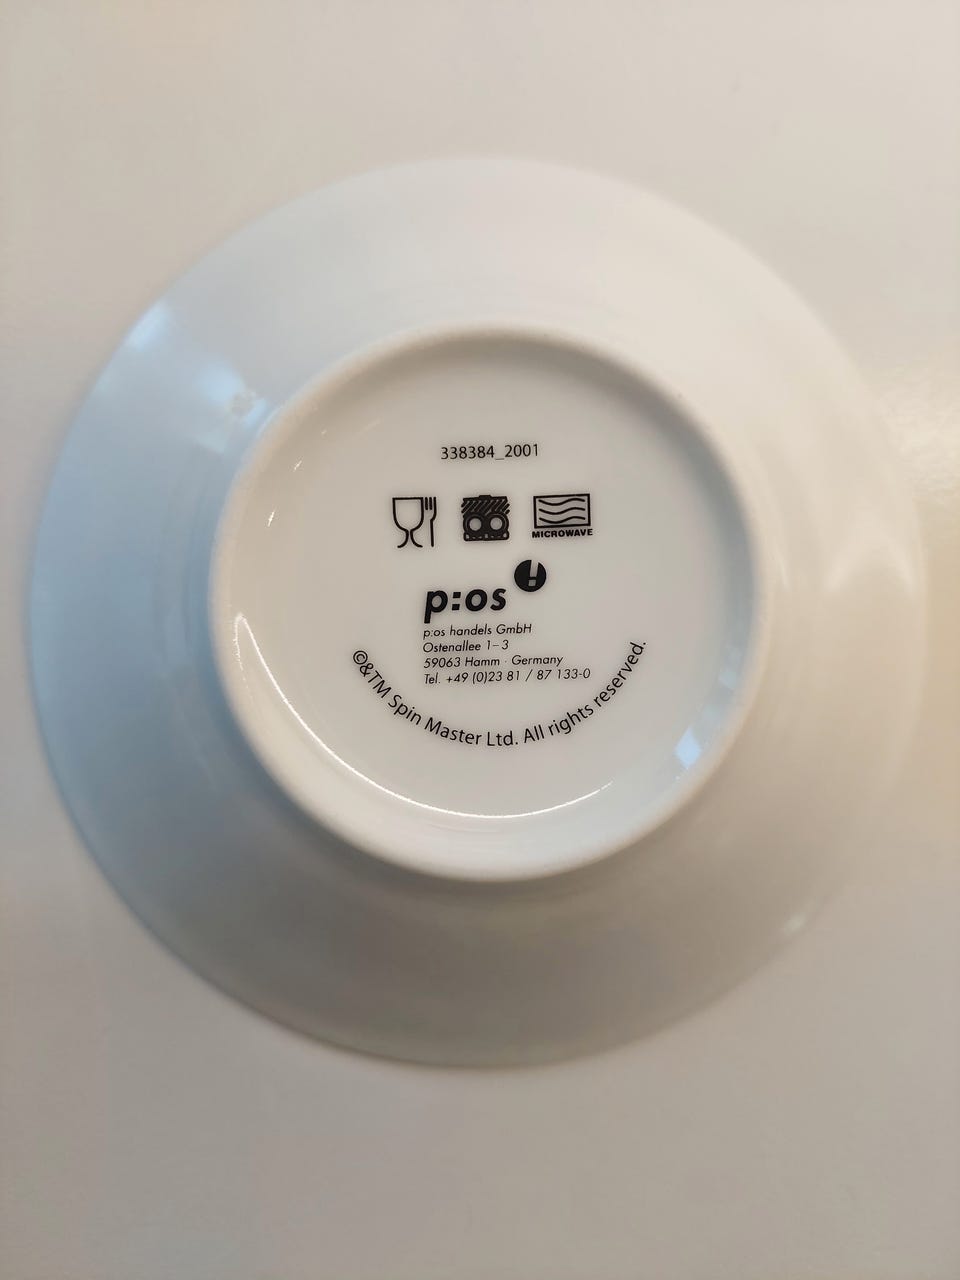 338384_2001
MICROWAVE
p:os!
p:os handels GmbH
Ostenallee 1–3
59063 Hamm · Germany
Tel. +49 (0)23 81 / 87 133-0
©&TM Spin Master Ltd. All rights reserved.